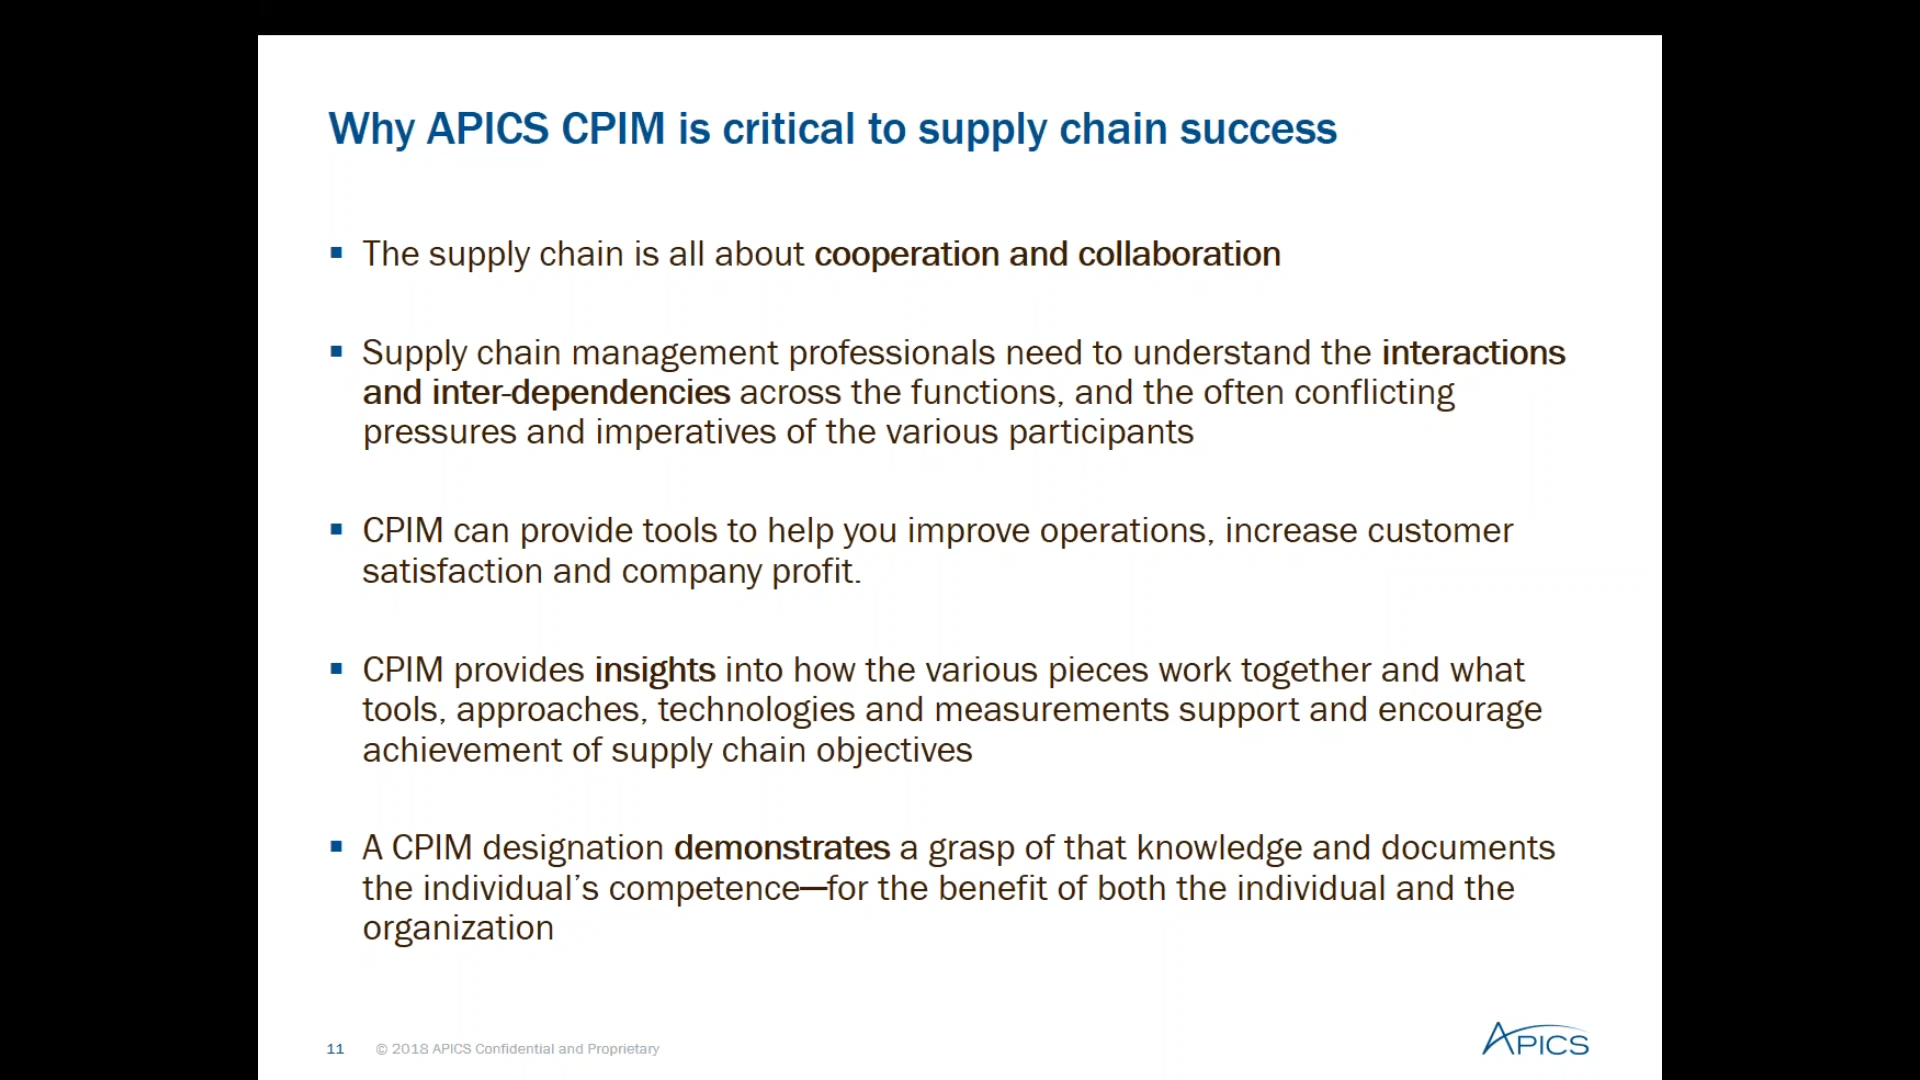 Why APICS CPIM is critical to supply chain success
▪ The supply chain is all about cooperation and collaboration
▪ Supply chain management professionals need to understand the interactions
and inter-dependencies across the functions, and the often conflicting
pressures and imperatives of the various participants
▪ CPIM can provide tools to help you improve operations, increase customer
satisfaction and company profit.
▪ CPIM provides insights into how the various pieces work together and what
tools, approaches, technologies and measurements support and encourage
achievement of supply chain objectives
▪ A CPIM designation demonstrates a grasp of that knowledge and documents
the individual’s competence—for the benefit of both the individual and the
organization
11 © 2018 APICS Confidential and Proprietary
APICS